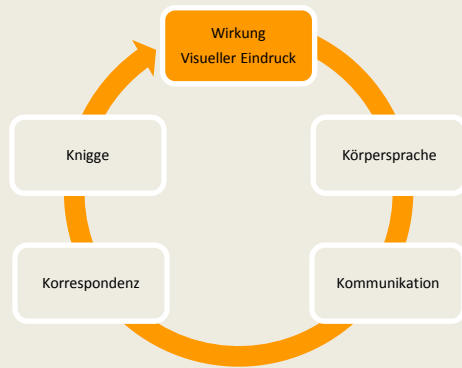 Wirkung
Visueller Eindruck
Körpersprache
Kommunikation
Korrespondenz
Knigge